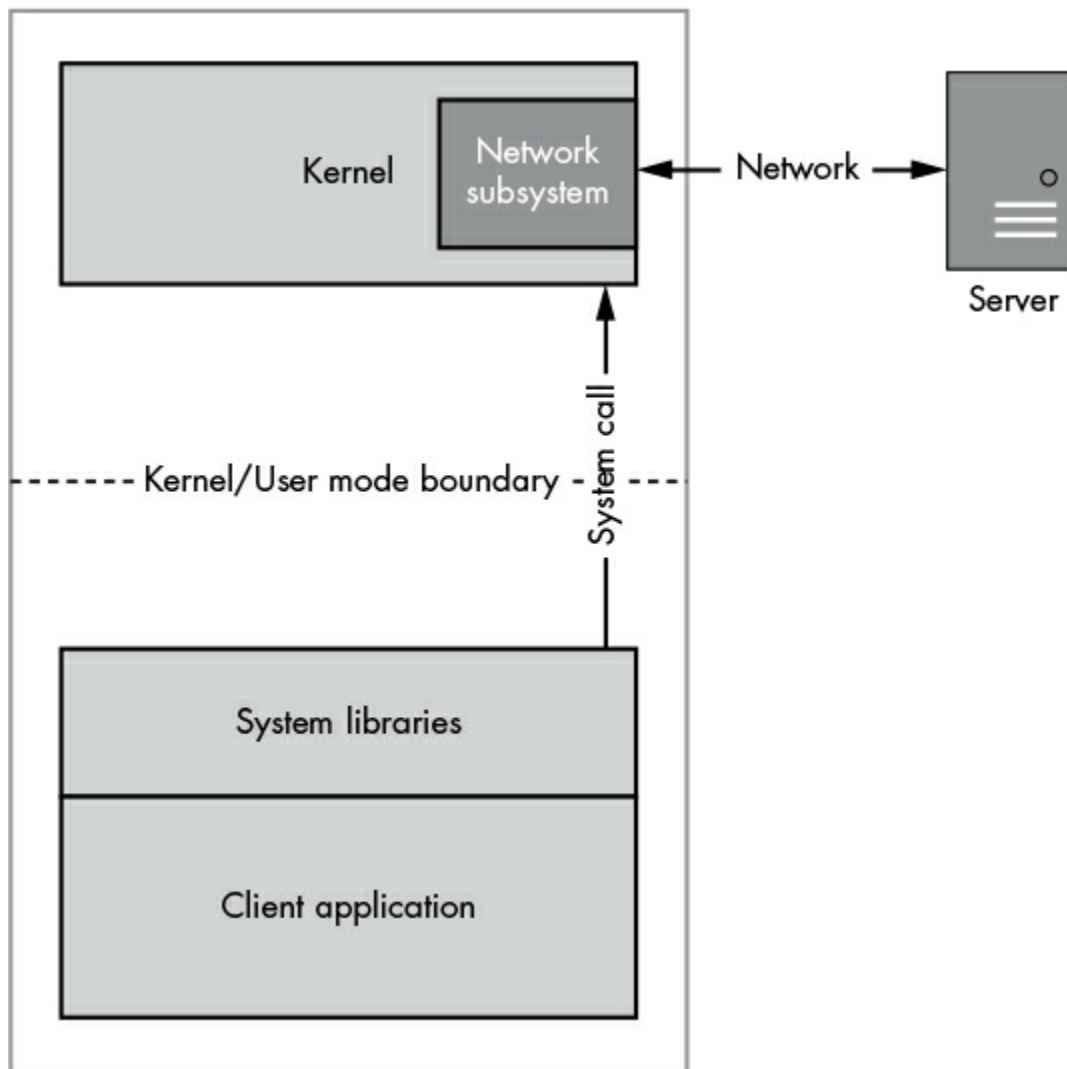 Kernel
Network
subsystem
Network
Server
System call
Kernel/User mode boundary
System libraries
Client application